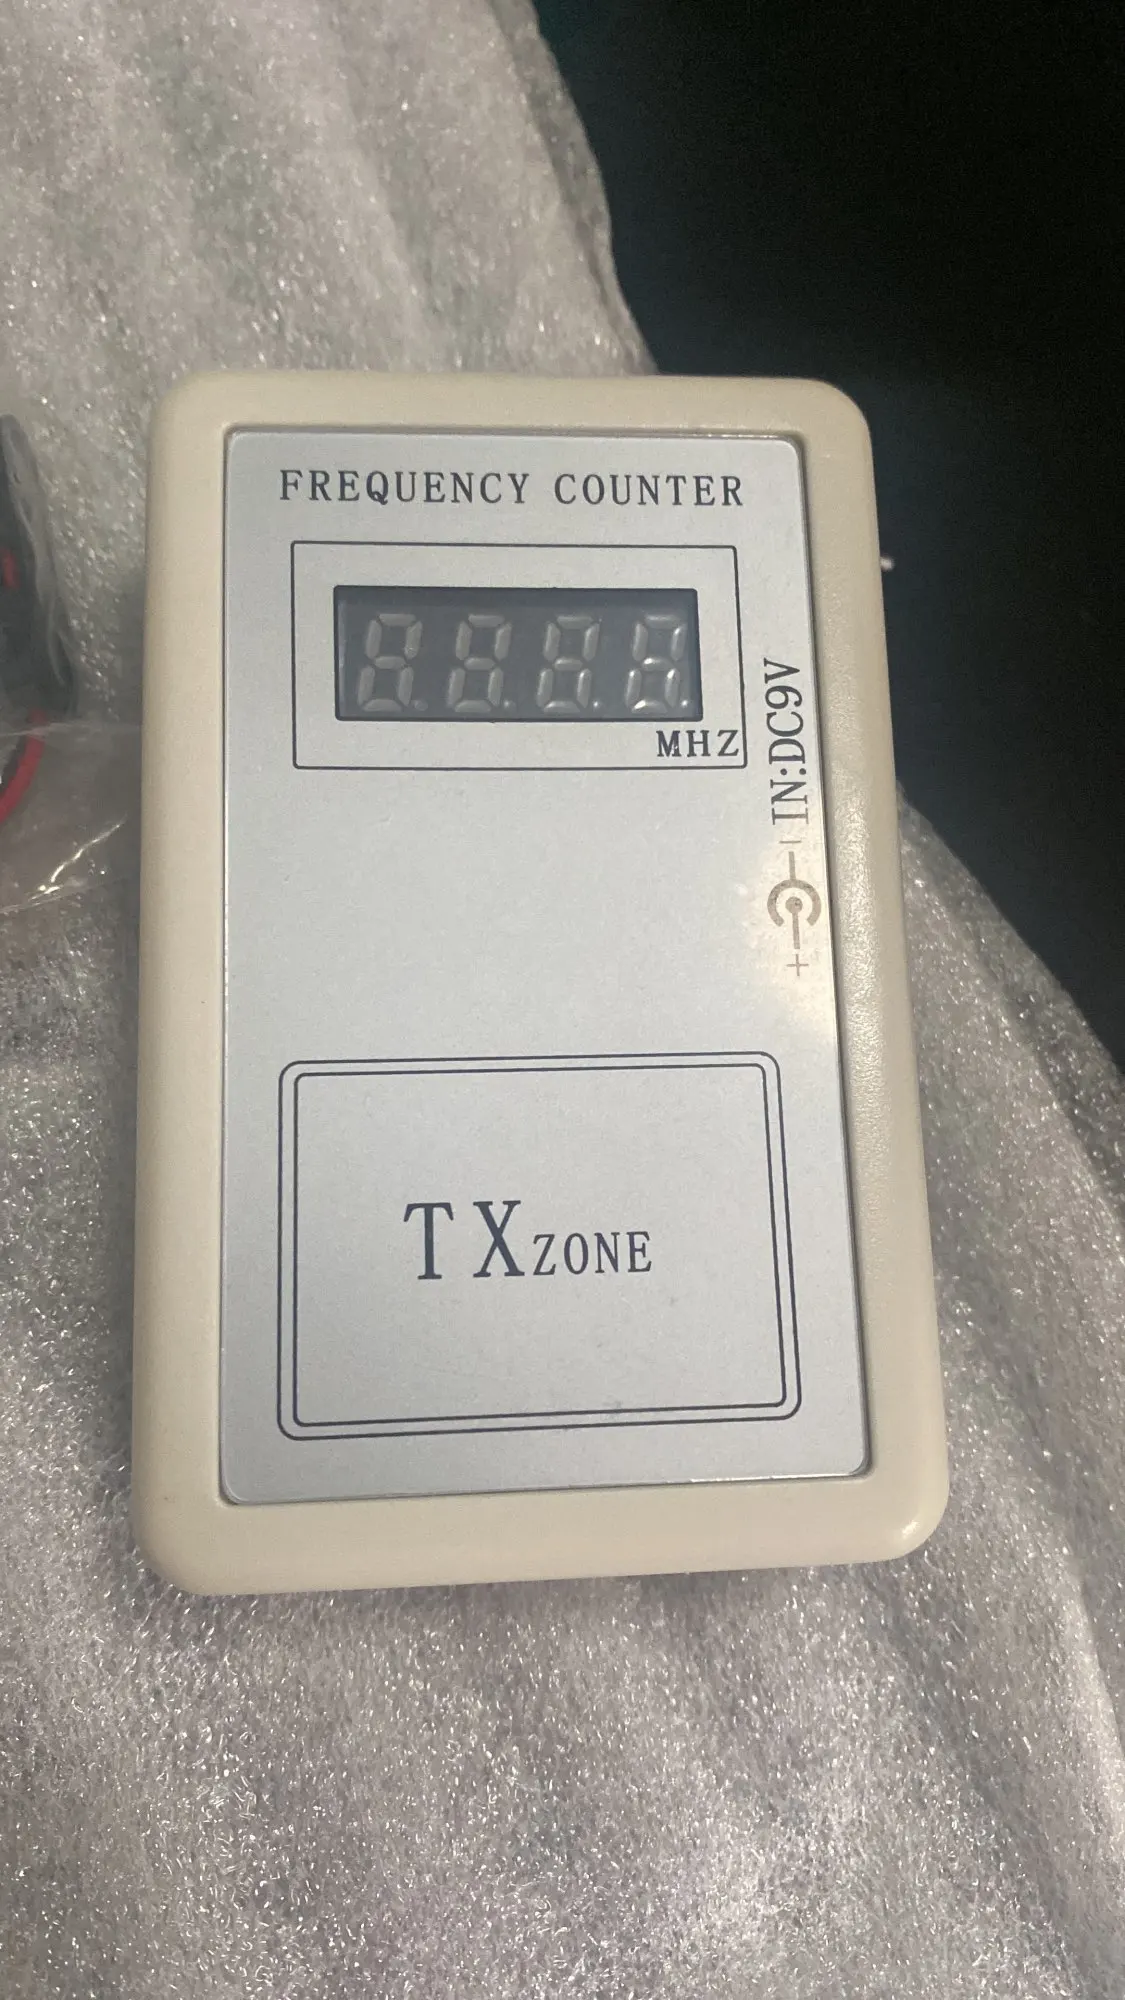 FREQUENCY COUNTER
MHZ
IN:DC9V
- +
TXZONE